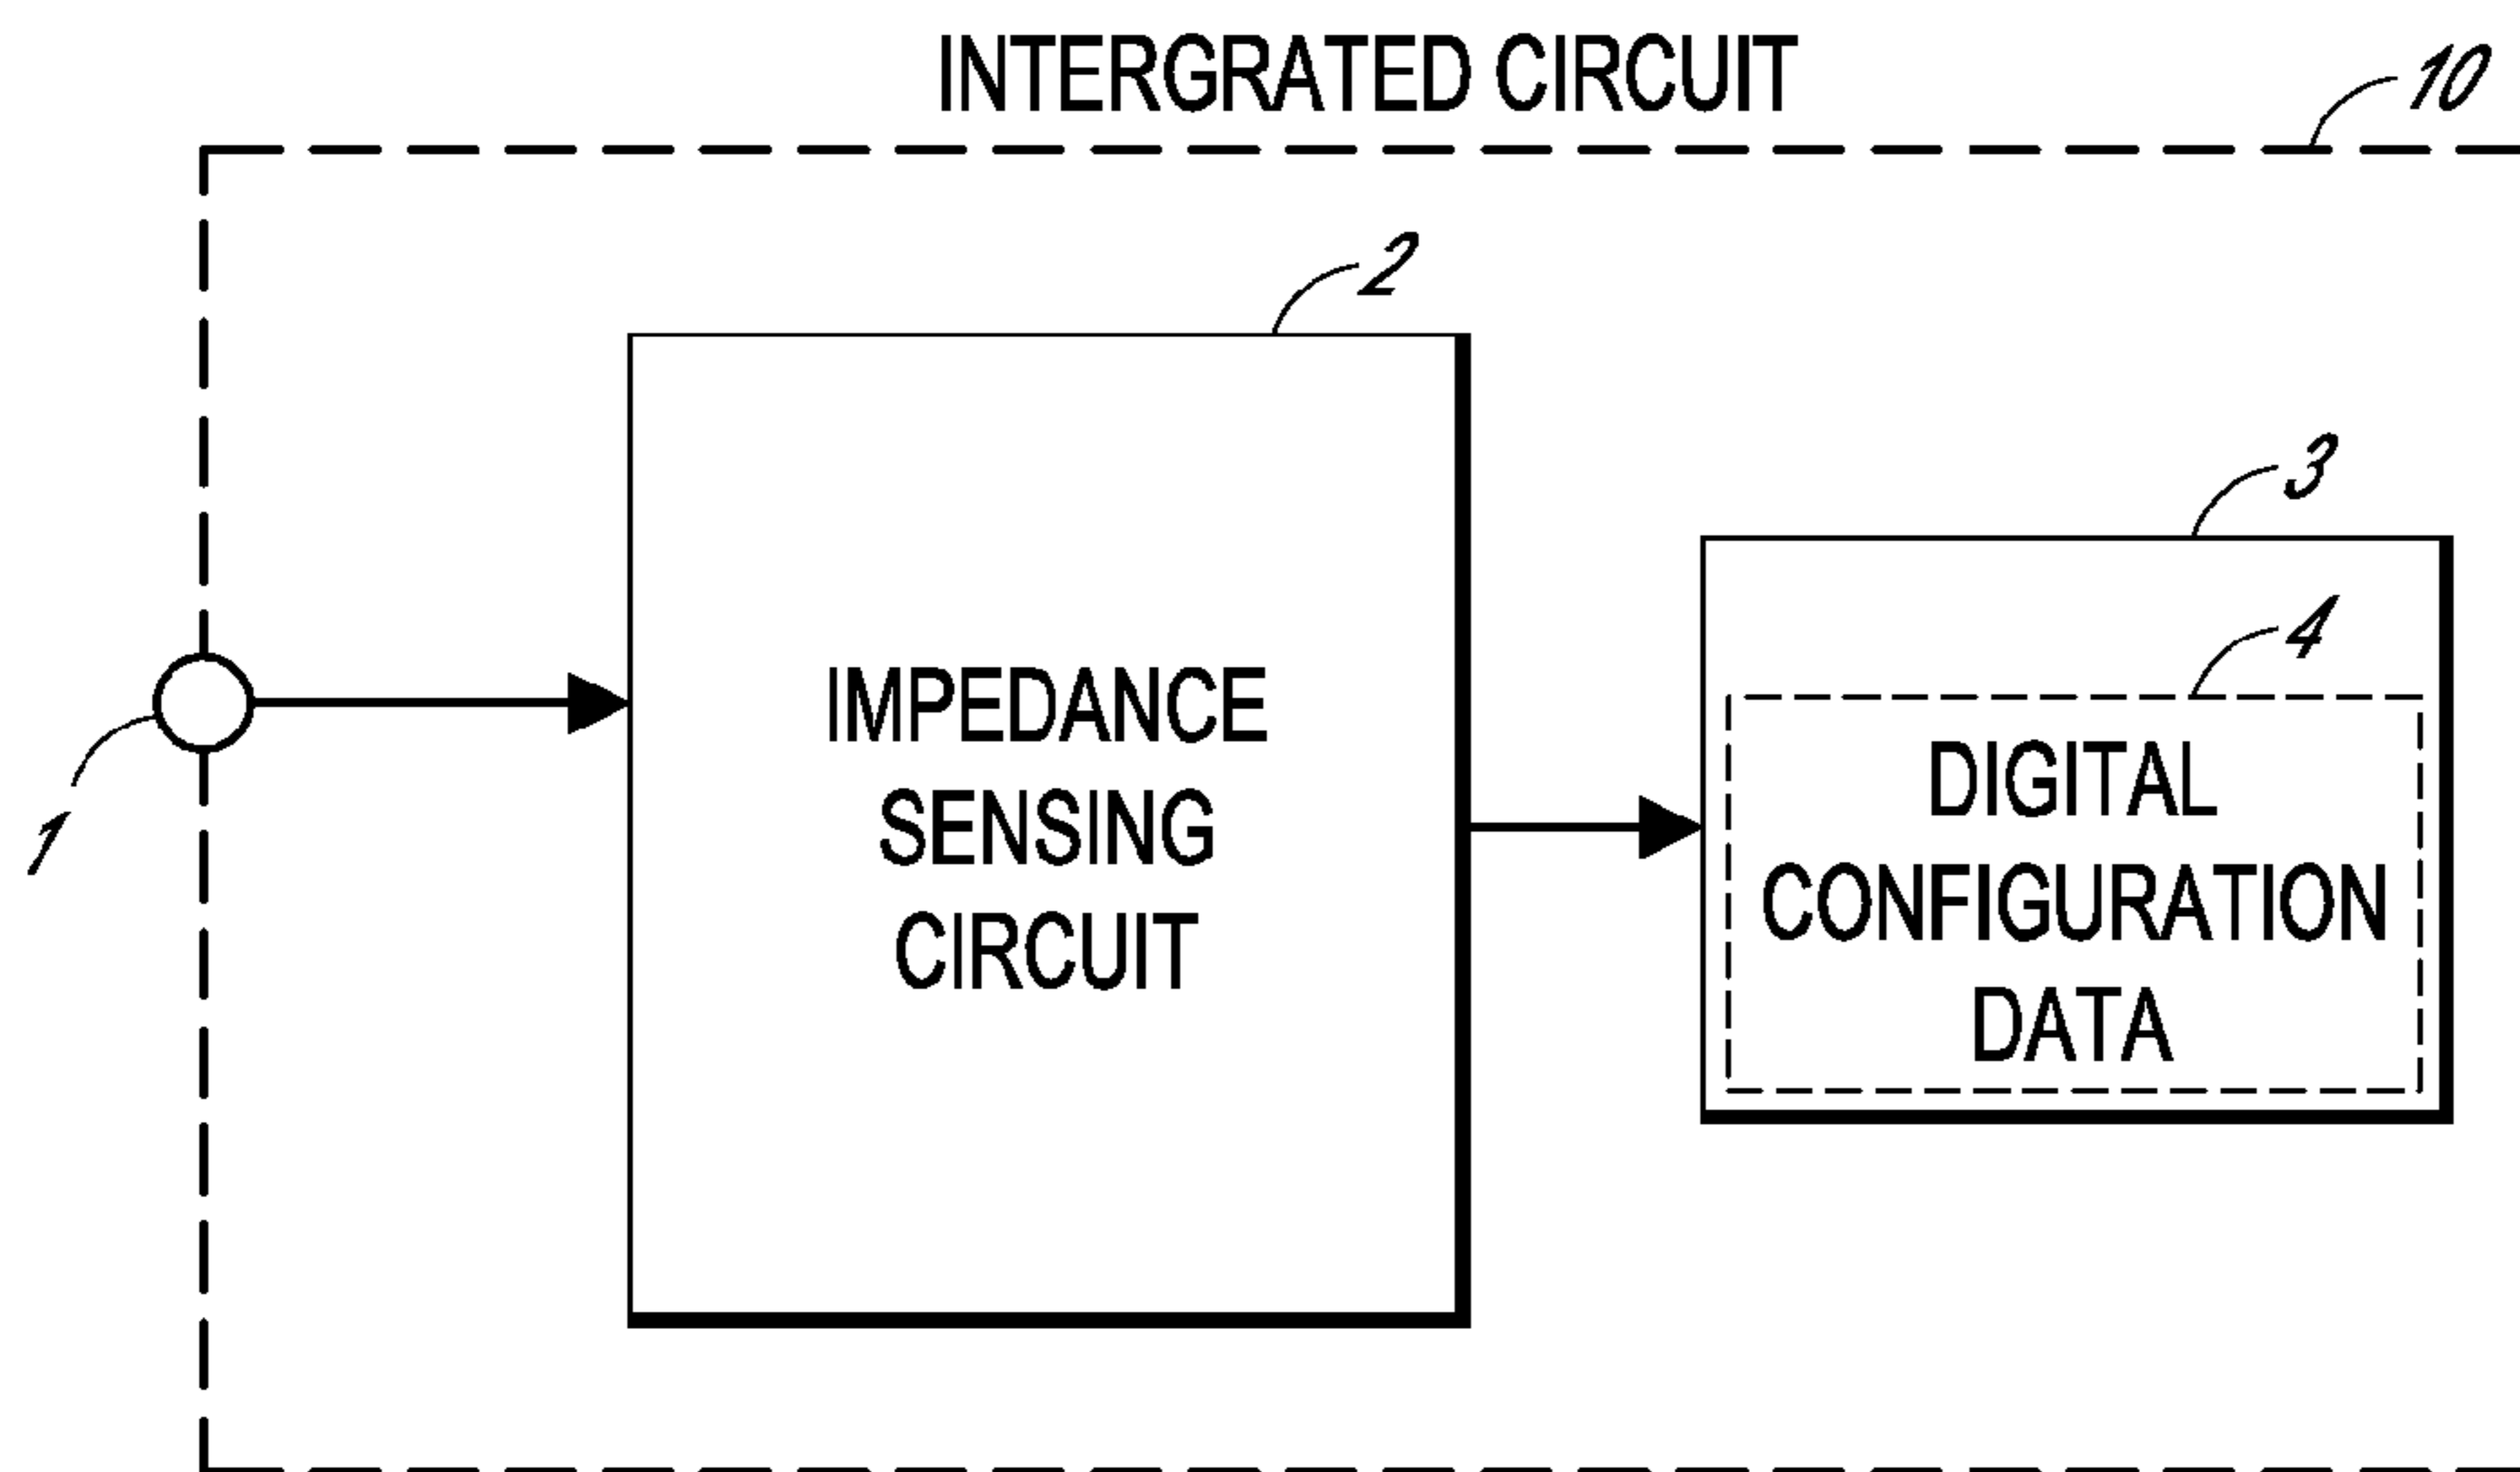 INTERGRATED CIRCUIT
10
2
3
4
1
IMPEDANCE
SENSING
CIRCUIT
DIGITAL
CONFIGURATION
DATA